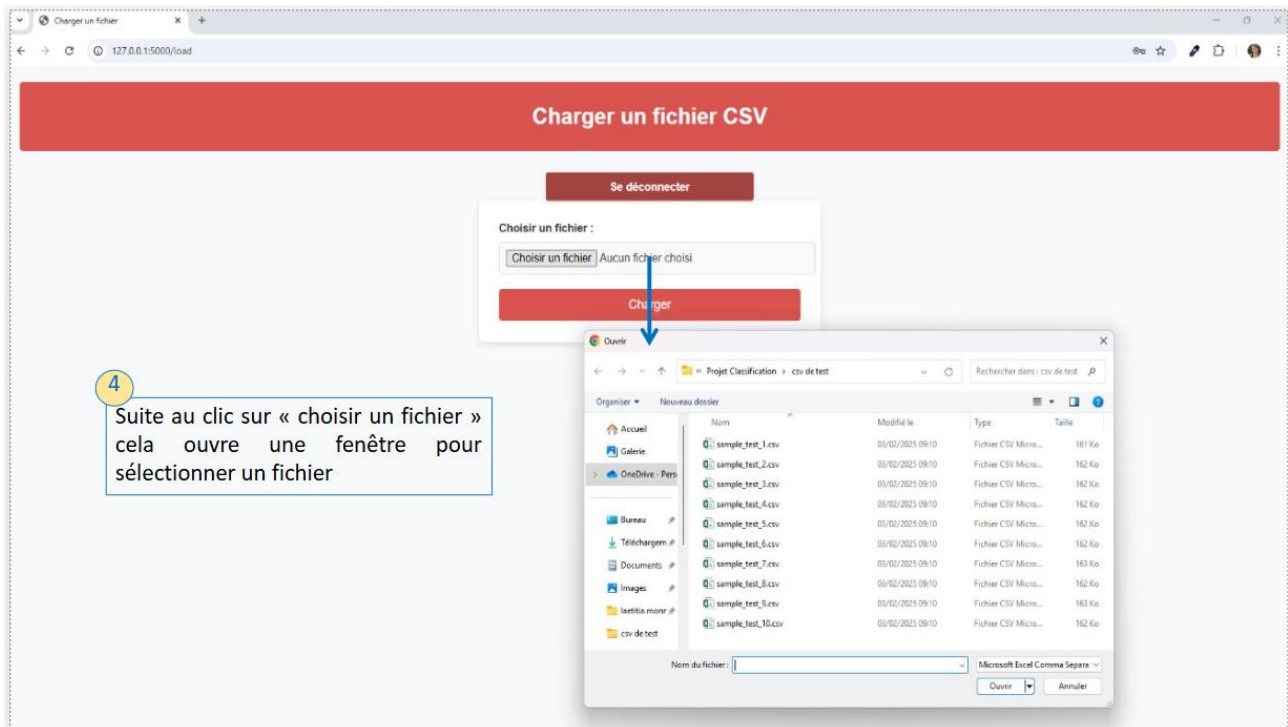 Charger un fichier
127.0.0.1:5000/load
Charger un fichier CSV
Se déconnecter
Choisir un fichier :
Choisir un fichier Aucun fichier choisi
Charger
4
Suite au clic sur « choisir un fichier »
cela ouvre une fenêtre pour
sélectionner un fichier
Ouvrir
Projet Classification > csv de test
Rechercher dans : csv de test
Organiser Nouveau dossier
Accueil
Galerie
OneDrive - Pers
Bureau
Téléchargem
Documents
Images
laetitia.monr
csv de test
Nom Modifié le Type Taille
sample_test_1.csv 03/02/2025 09:10 Fichier CSV Micro... 161 Ko
sample_test_2.csv 03/02/2025 09:10 Fichier CSV Micro... 162 Ko
sample_test_3.csv 03/02/2025 09:10 Fichier CSV Micro... 162 Ko
sample_test_4.csv 03/02/2025 09:10 Fichier CSV Micro... 162 Ko
sample_test_5.csv 03/02/2025 09:10 Fichier CSV Micro... 162 Ko
sample_test_6.csv 03/02/2025 09:10 Fichier CSV Micro... 162 Ko
sample_test_7.csv 03/02/2025 09:10 Fichier CSV Micro... 163 Ko
sample_test_8.csv 03/02/2025 09:10 Fichier CSV Micro... 162 Ko
sample_test_9.csv 03/02/2025 09:10 Fichier CSV Micro... 163 Ko
sample_test_10.csv 03/02/2025 09:10 Fichier CSV Micro... 162 Ko
Nom du fichier : Microsoft Excel Comma Separa
Ouvrir Annuler